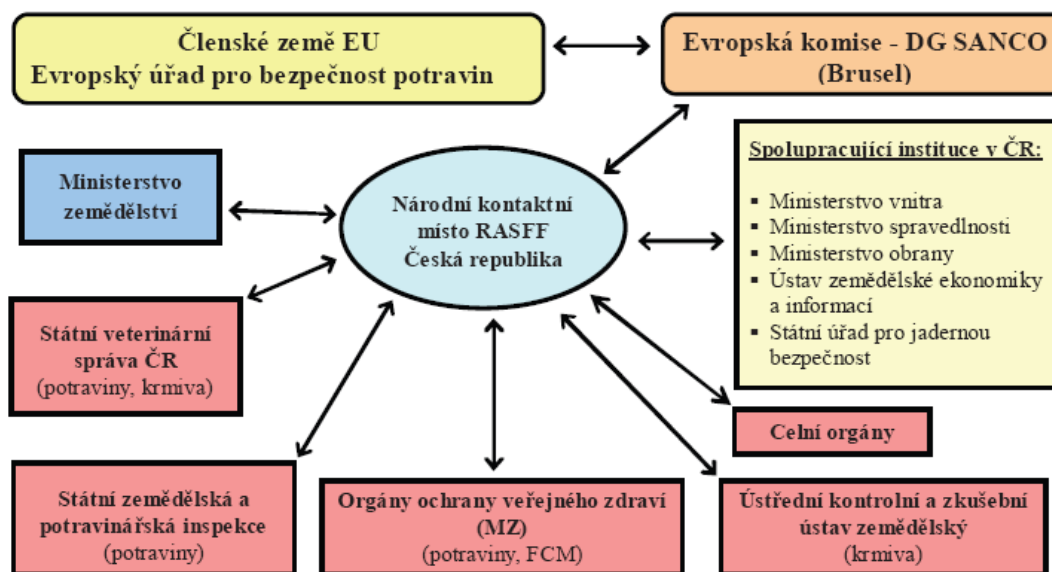 Členské země EU
Evropský úřad pro bezpečnost potravin
Evropská komise - DG SANCO
(Brusel)
Ministerstvo
zemědělství
Národní kontaktní
místo RASFF
Česká republika
Spolupracující instituce v ČR:
▪ Ministerstvo vnitra
▪ Ministerstvo spravedlnosti
▪ Ministerstvo obrany
▪ Ústav zemědělské ekonomiky
a informací
▪ Státní úřad pro jadernou
bezpečnost
Státní veterinární
správa ČR
(potraviny, krmiva)
Celní orgány
Státní zemědělská a
potravinářská inspekce
(potraviny)
Orgány ochrany veřejného zdraví
(MZ)
(potraviny, FCM)
Ústřední kontrolní a zkušební
ústav zemědělský
(krmiva)